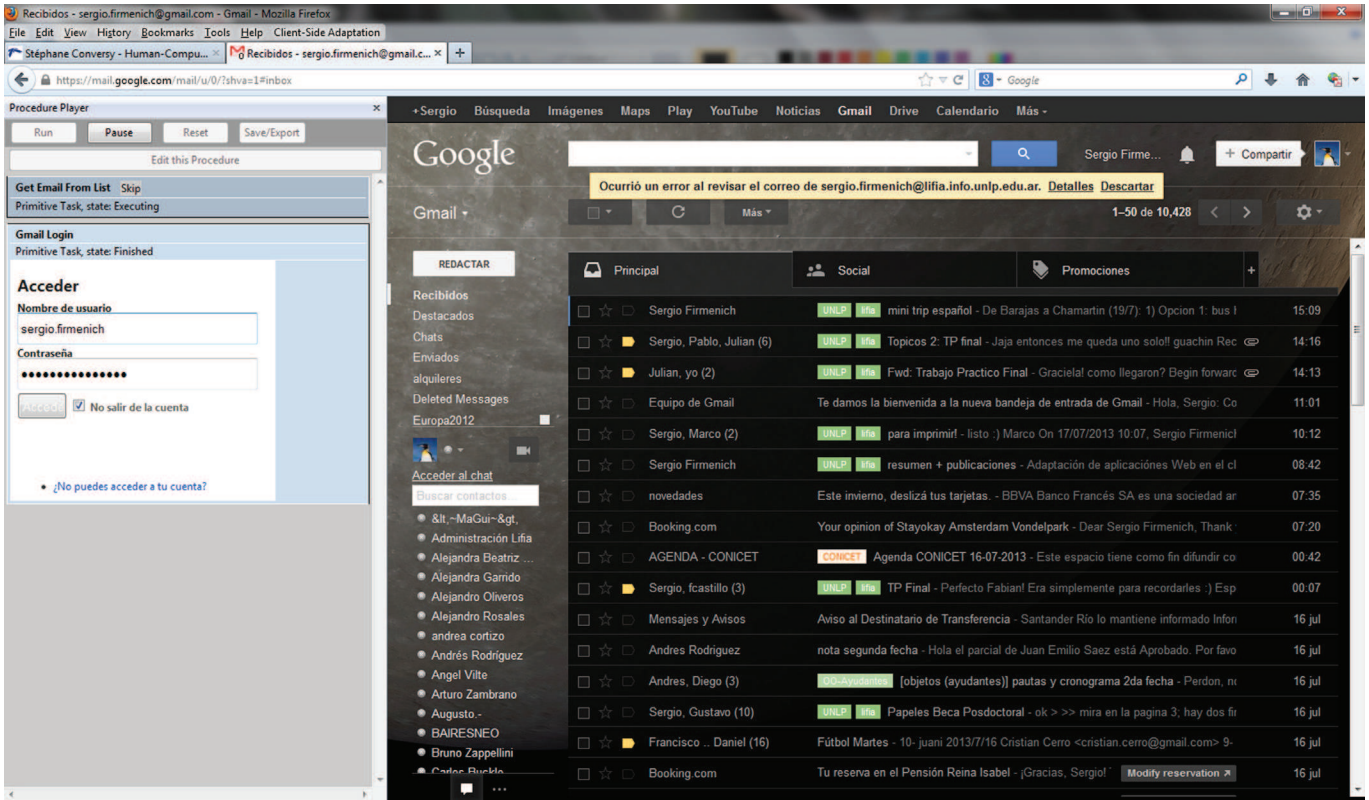 Recibidos - sergio.firmenich@gmail.com - Gmail - Mozilla Firefox
File Edit View History Bookmarks Tools Help Client-Side Adaptation
Stéphane Conversy - Human-Compu... × Recibidos - sergio.firmenich@gmail.c... × +
https://mail.google.com/mail/u/0/?shva=1#inbox Google
Procedure Player ×
Run Pause Reset Save/Export
Edit this Procedure
Get Email From List Skip
Primitive Task, state: Executing
Gmail Login
Primitive Task, state: Finished
Acceder
Nombre de usuario
sergio.firmenich
Contraseña
•••••••••••••••
No salir de la cuenta
• ¿No puedes acceder a tu cuenta?
+Sergio Búsqueda Imágenes Maps Play YouTube Noticias Gmail Drive Calendario Más
Google Sergio Firme... + Compartir
Ocurrió un error al revisar el correo de sergio.firmenich@lifia.info.unlp.edu.ar. Detalles Descartar
Gmail C Más 1–50 de 10,428 < >
REDACTAR
Recibidos
Destacados
Chats
Enviados
alquileres
Deleted Messages
Europa2012
Acceder al chat
Buscar contactos...
&lt,~MaGui~&gt,
Administración Lifia
Alejandra Beatriz ...
Alejandra Garrido
Alejandro Oliveros
Alejandro Rosales
andrea cortizo
Andrés Rodríguez
Angel Vilte
Arturo Zambrano
Augusto.-
BAIRESNEO
Bruno Zappellini
Principal Social Promociones +
Sergio Firmenich UNLP lifia mini trip español - De Barajas a Chamartin (19/7): 1) Opcion 1: bus 15:09
Sergio, Pablo, Julian (6) UNLP lifia Topicos 2: TP final - Jaja entonces me queda uno solo!! guachin Rec 14:16
Julian, yo (2) UNLP lifia Fwd: Trabajo Practico Final - Graciela! como llegaron? Begin forwarc 14:13
Equipo de Gmail Te damos la bienvenida a la nueva bandeja de entrada de Gmail - Hola, Sergio: Co 11:01
Sergio, Marco (2) UNLP lifia para imprimir! - listo :) Marco On 17/07/2013 10:07, Sergio Firmenich 10:12
Sergio Firmenich UNLP lifia resumen + publicaciones - Adaptación de aplicaciónes Web en el cl 08:42
novedades Este invierno, deslizá tus tarjetas. - BBVA Banco Francés SA es una sociedad an 07:35
Booking.com Your opinion of Stayokay Amsterdam Vondelpark - Dear Sergio Firmenich, Thank 07:20
AGENDA - CONICET CONICET Agenda CONICET 16-07-2013 - Este espacio tiene como fin difundir co 00:42
Sergio, fcastillo (3) UNLP lifia TP Final - Perfecto Fabian! Era simplemente para recordarles :) Esp 00:07
Mensajes y Avisos Aviso al Destinatario de Transferencia - Santander Río lo mantiene informado Infor 16 jul
Andres Rodriguez nota segunda fecha - Hola el parcial de Juan Emilio Saez está Aprobado. Por favo 16 jul
Andres, Diego (3) OO-Ayudantes [objetos (ayudantes)] pautas y cronograma 2da fecha - Perdon, no 16 jul
Sergio, Gustavo (10) UNLP lifia Papeles Beca Posdoctoral - ok > >> mira en la pagina 3; hay dos fir 16 jul
Francisco .. Daniel (16) Fútbol Martes - 10- juani 2013/7/16 Cristian Cerro <cristian.cerro@gmail.com> 9- 16 jul
Booking.com Tu reserva en el Pensión Reina Isabel - ¡Gracias, Sergio! Modify reservation 16 jul